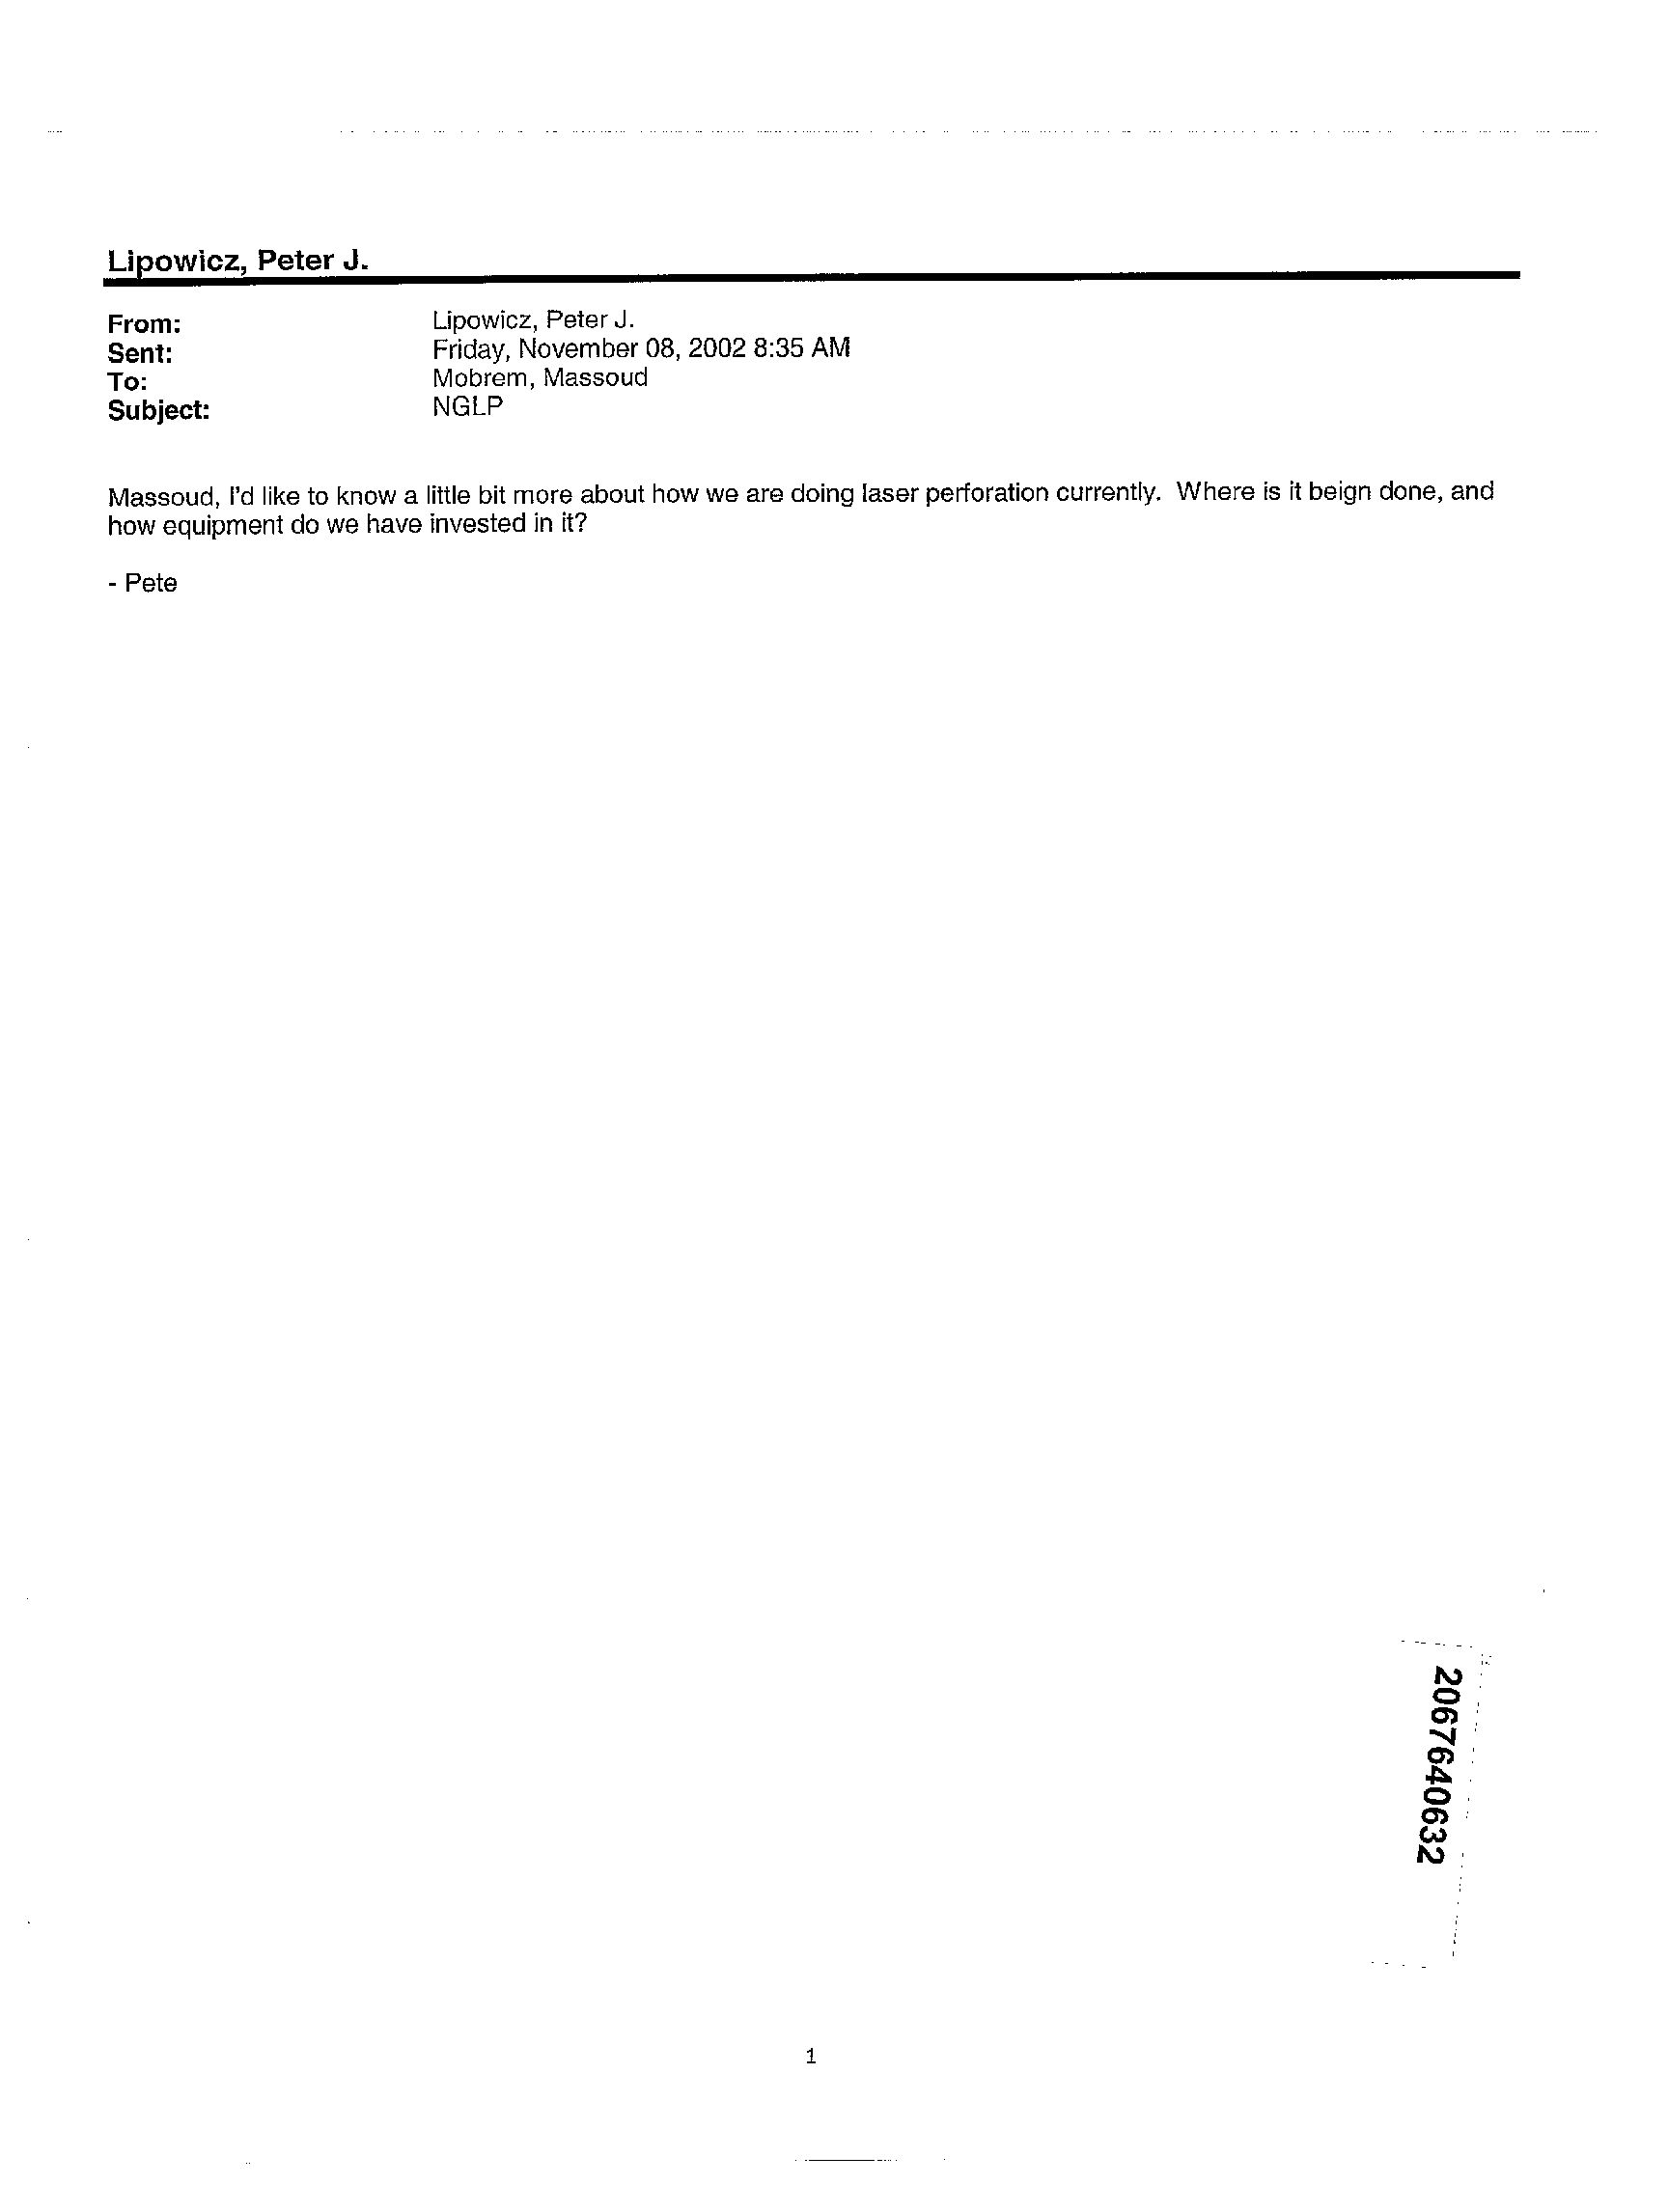 Lipowicz, Peter J.
From: Lipowicz, Peter J.
Sent: Friday, November 08, 2002 8:35 AM
To: Mobrem, Massoud
Subject: NGLP
Massoud, I'd like to know a little bit more about how we are doing laser perforation currently.  Where is it beign done, and
how equipment do we have invested in it?
- Pete
2067640632
1